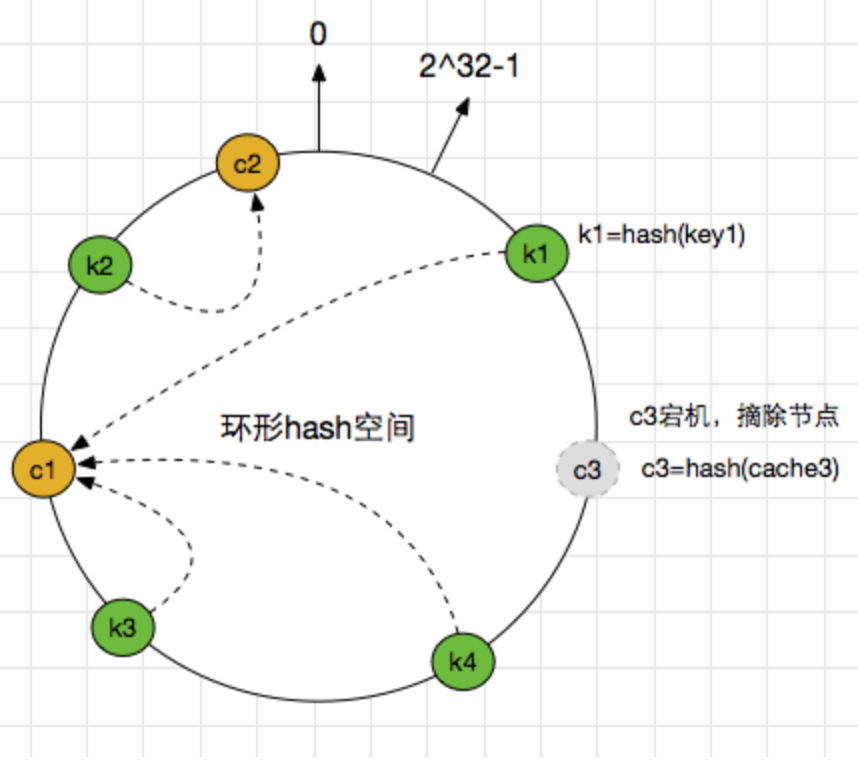 0
2^32-1
c2
k1=hash(key1)
k1
k2
c3宕机，摘除节点
环形hash空间
c1
c3
c3=hash(cache3)
k3
k4